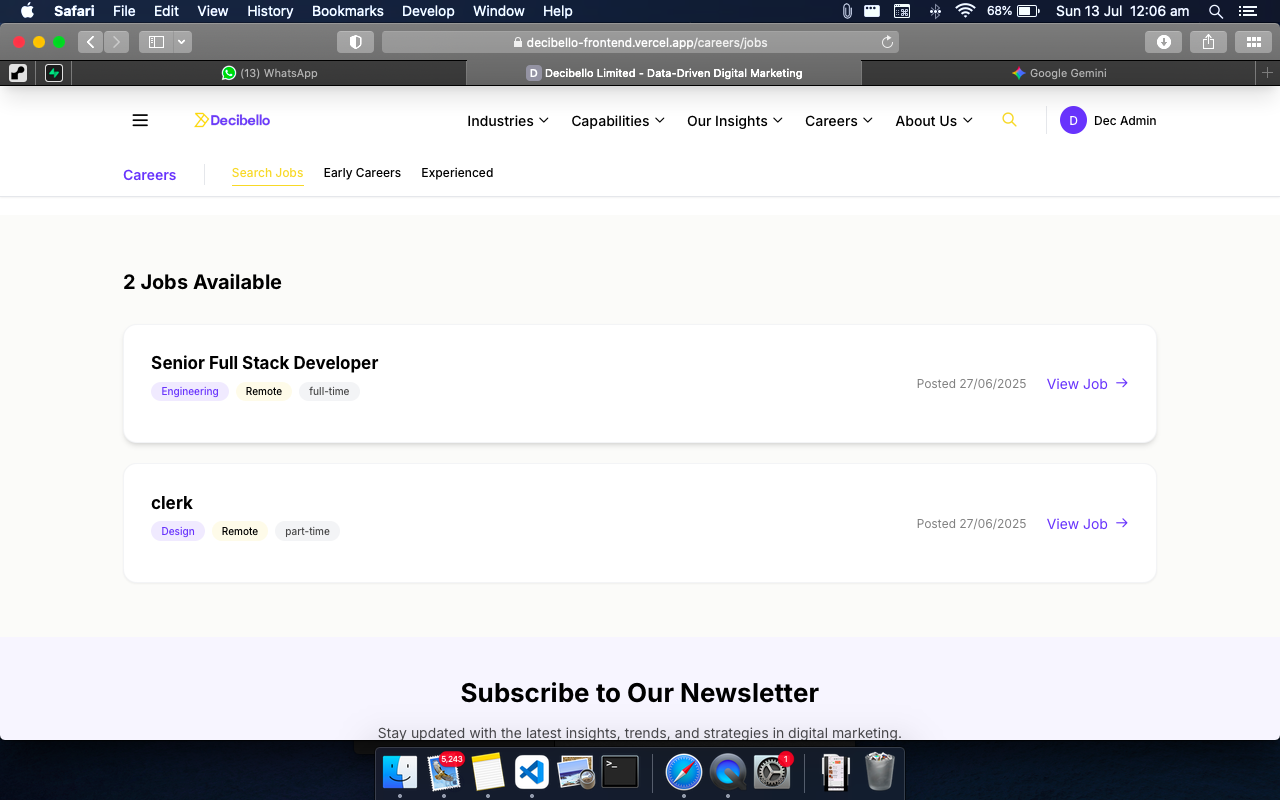 Safari File Edit View History Bookmarks Develop Window Help 68% Sun 13 Jul 12:06 am
decibello-frontend.vercel.app/careers/jobs
(13) WhatsApp D Decibello Limited - Data-Driven Digital Marketing Google Gemini
Decibello Industries Capabilities Our Insights Careers About Us D Dec Admin
Careers Search Jobs Early Careers Experienced
2 Jobs Available
Senior Full Stack Developer
Engineering Remote full-time
Posted 27/06/2025 View Job →
clerk
Design Remote part-time
Posted 27/06/2025 View Job →
Subscribe to Our Newsletter
Stay updated with the latest insights, trends, and strategies in digital marketing.
5,243 >_ 1